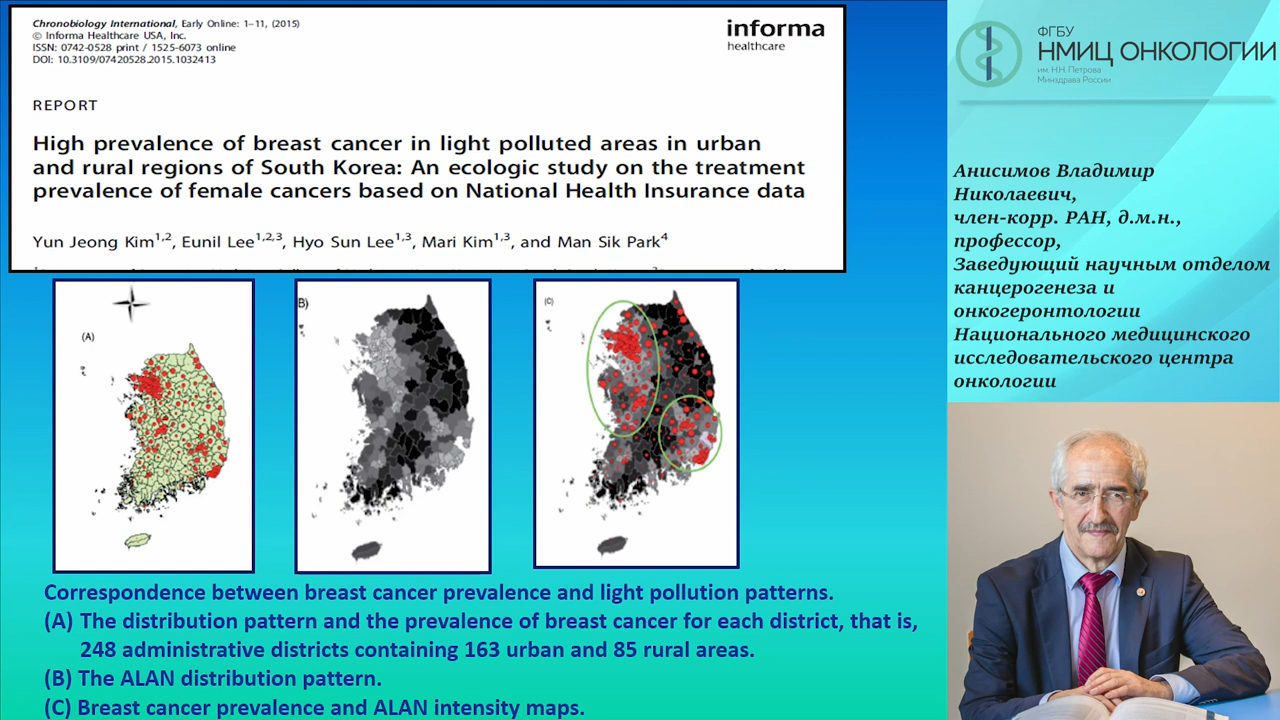 Chronobiology International, Early Online: 1–11, (2015)
© Informa Healthcare USA, Inc.
ISSN: 0742-0528 print / 1525-6073 online
DOI: 10.3109/07420528.2015.1032413
informa
healthcare
REPORT
High prevalence of breast cancer in light polluted areas in urban
and rural regions of South Korea: An ecologic study on the treatment
prevalence of female cancers based on National Health Insurance data
Yun Jeong Kim1,2, Eunil Lee1,2,3, Hyo Sun Lee1,3, Mari Kim1,3, and Man Sik Park4
(A)
B)
(C)
Correspondence between breast cancer prevalence and light pollution patterns.
(A) The distribution pattern and the prevalence of breast cancer for each district, that is,
248 administrative districts containing 163 urban and 85 rural areas.
(B) The ALAN distribution pattern.
(C) Breast cancer prevalence and ALAN intensity maps.
ФГБУ
НМИЦ ОНКОЛОГИИ
им. Н.Н. Петрова
Минздрава России
Анисимов Владимир
Николаевич,
член-корр. РАН, д.м.н.,
профессор,
Заведующий научным отделом
канцерогенеза и
онкогеронтологии
Национального медицинского
исследовательского центра
онкологии